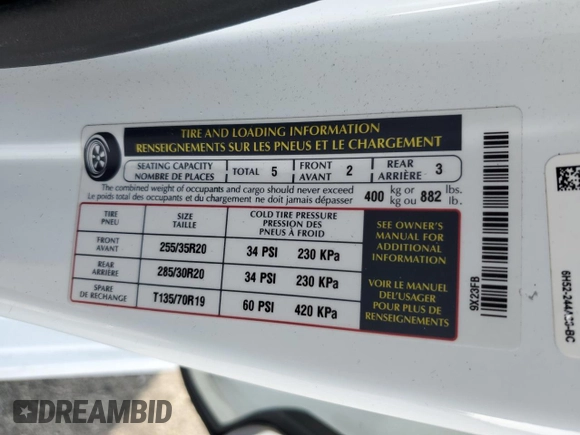 TIRE AND LOADING INFORMATION
RENSEIGNEMENTS SUR LES PNEUS ET LE CHARGEMENT
SEATING CAPACITY
NOMBRE DE PLACES
TOTAL 5
FRONT
AVANT 2
REAR
ARRIÈRE 3
The combined weight of occupants and cargo should never exceed
Le poids total des occupants et du chargement ne doit jamais dépasser
400 kg or
kg ou 882 lbs.
lb.
TIRE
PNEU
SIZE
TAILLE
COLD TIRE PRESSURE
PRESSION DES
PNEUS À FROID
FRONT
AVANT
255/35R20
34 PSI 230 KPa
REAR
ARRIÈRE
285/30R20
34 PSI 230 KPa
SPARE
DE RECHANGE
T135/70R19
60 PSI 420 KPa
SEE OWNER'S
MANUAL FOR
ADDITIONAL
INFORMATION
VOIR LE MANUEL
DE L'USAGER
POUR PLUS DE
RENSEIGNEMENTS
9X23FB
DREAMBID